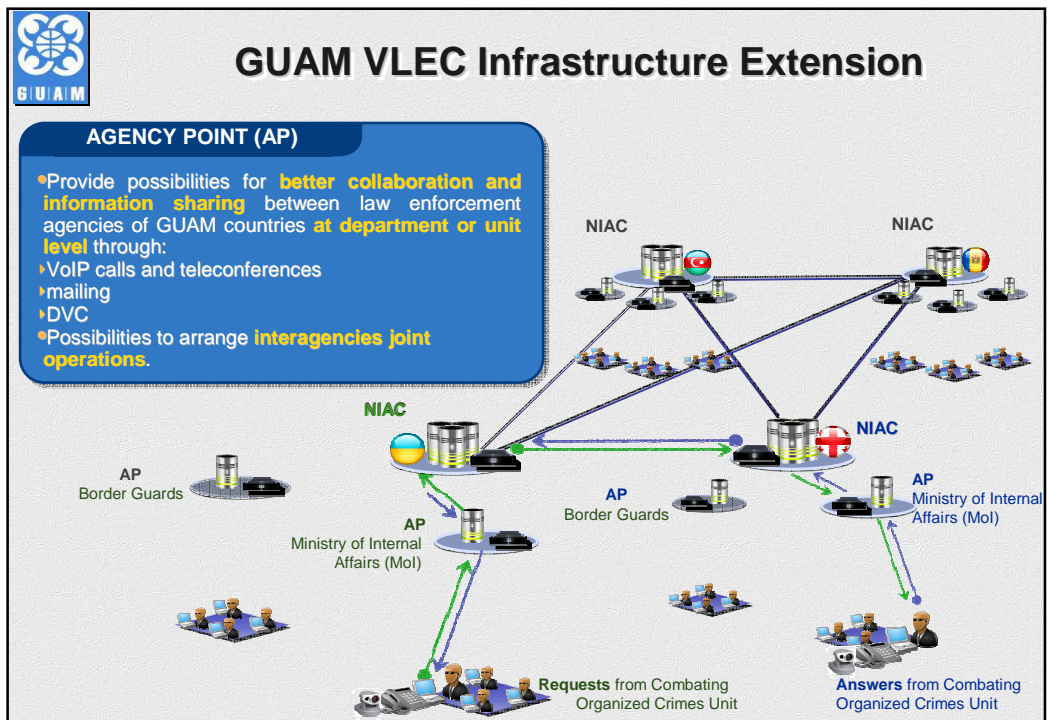 GUAM VLEC Infrastructure Extension
G U A M
AGENCY POINT (AP)
•Provide possibilities for better collaboration and
information sharing between law enforcement
agencies of GUAM countries at department or unit
level through:
VoIP calls and teleconferences
mailing
DVC
•Possibilities to arrange interagencies joint
operations.
NIAC
NIAC
NIAC
NIAC
AP
Border Guards
AP
Ministry of Internal
Affairs (MoI)
AP
Border Guards
AP
Ministry of Internal
Affairs (MoI)
Requests from Combating
Organized Crimes Unit
Answers from Combating
Organized Crimes Unit